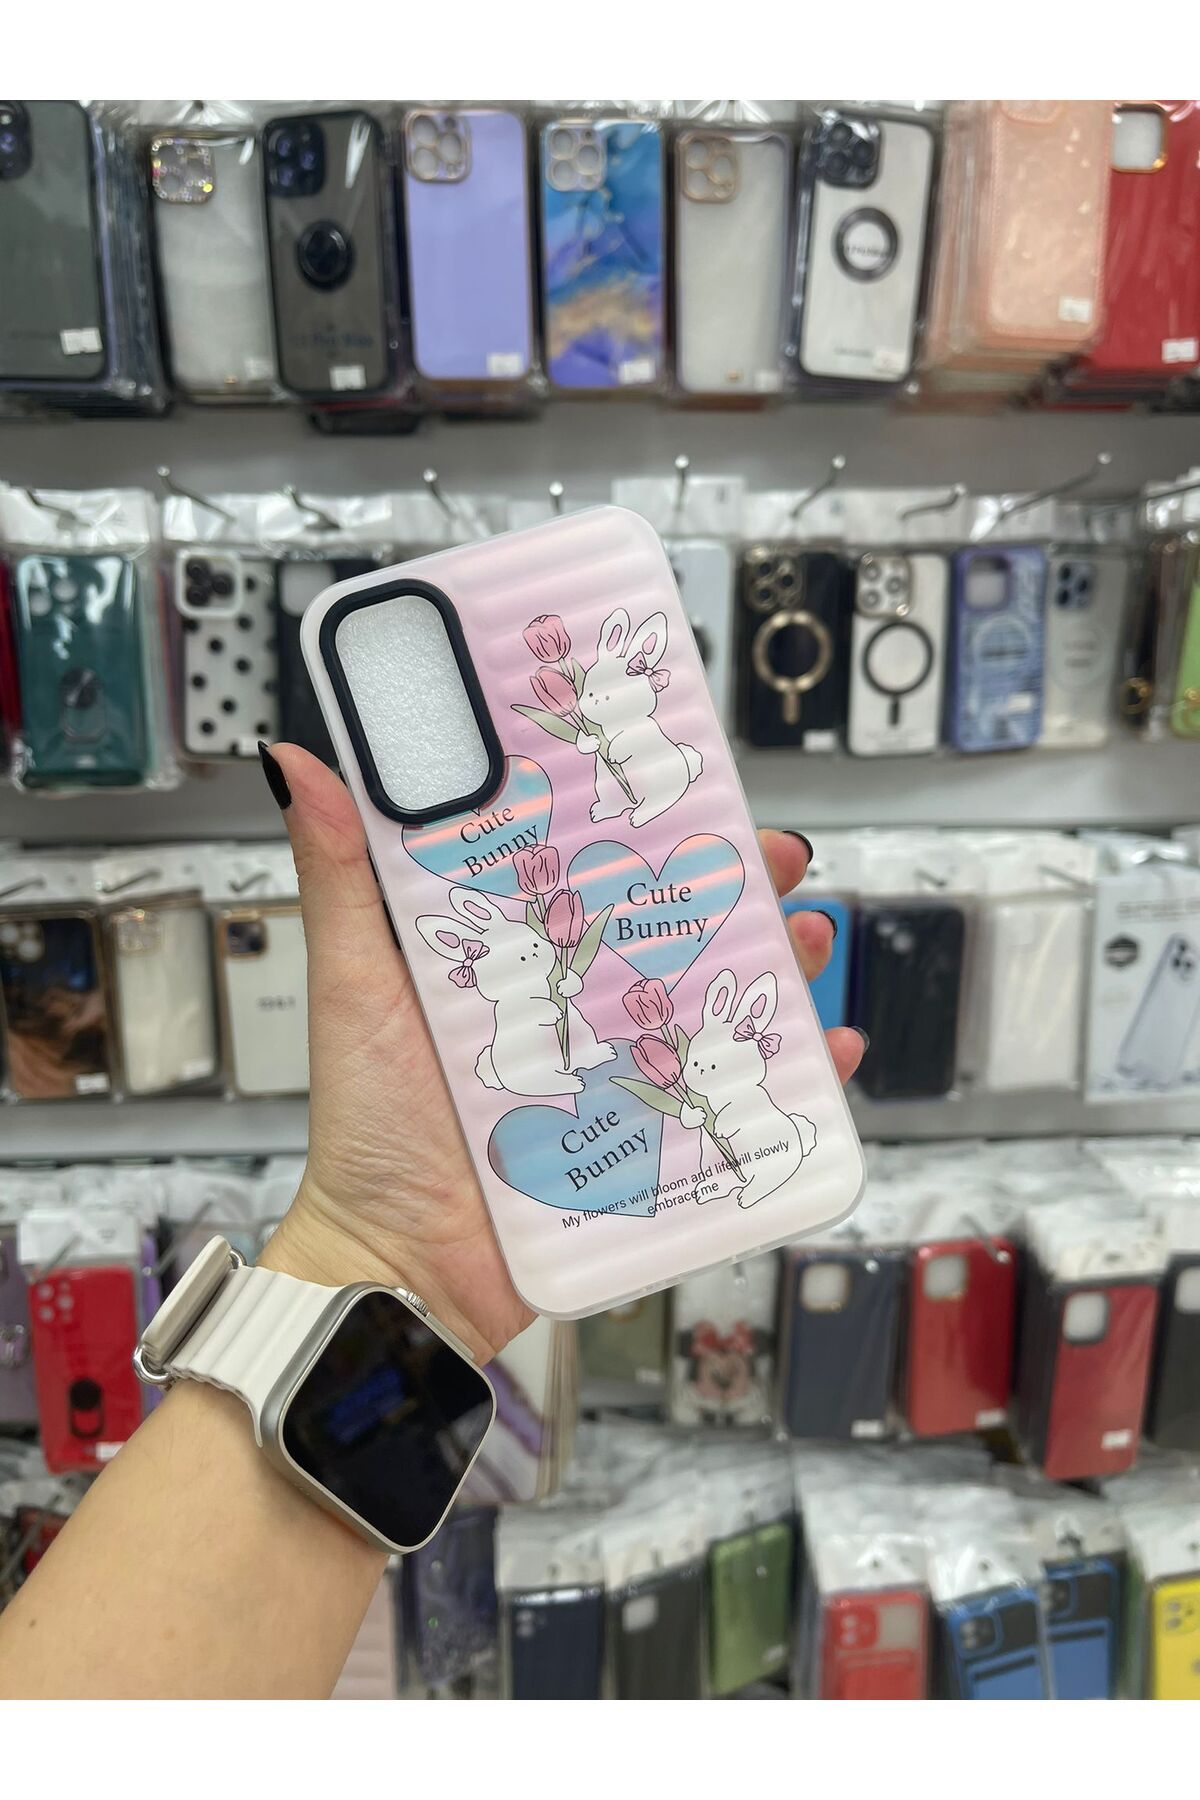 Cute
Bunny
Cute
Bunny
Cute
Bunny
My flowers will bloom and life will slowly
embrace me